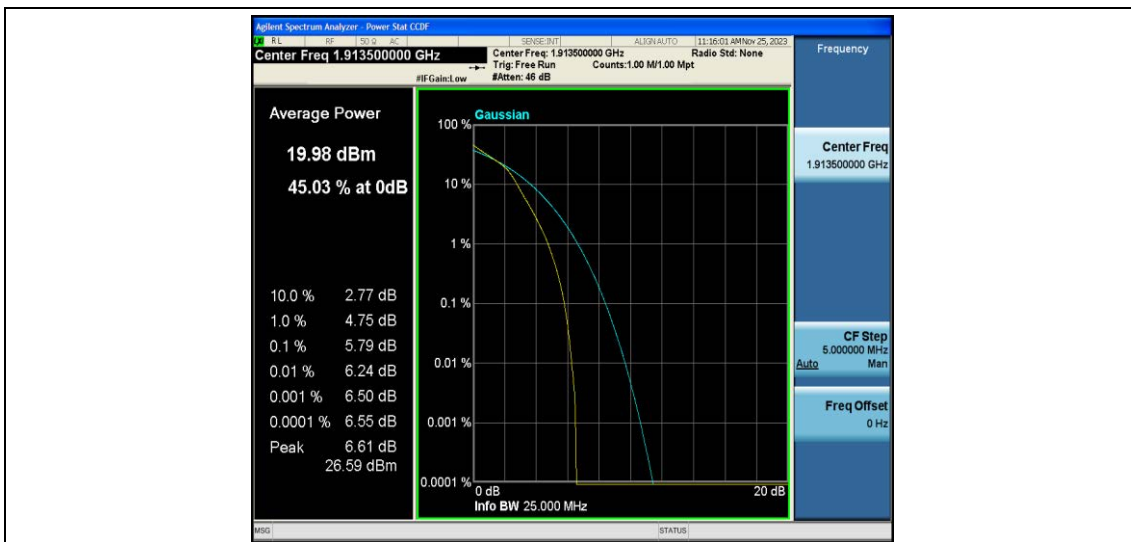 Agilent Spectrum Analyzer - Power Stat CCDF
RL RF 50 Ω AC SENSE:INT ALIGN AUTO 11:16:01 AM Nov 25, 2023
Center Freq 1.913500000 GHz
Center Freq: 1.913500000 GHz Radio Std: None
Trig: Free Run Counts:1.00 M/1.00 Mpt
#IFGain:Low #Atten: 46 dB
Frequency
Average Power
19.98 dBm
45.03 % at 0dB
10.0 % 2.77 dB
1.0 % 4.75 dB
0.1 % 5.79 dB
0.01 % 6.24 dB
0.001 % 6.50 dB
0.0001 % 6.55 dB
Peak 6.61 dB
26.59 dBm
Gaussian
100 %
10 %
1 %
0.1 %
0.01 %
0.001 %
0.0001 %
0 dB 20 dB
Info BW 25.000 MHz
Center Freq
1.913500000 GHz
CF Step
5.000000 MHz
Auto Man
Freq Offset
0 Hz
MSG STATUS